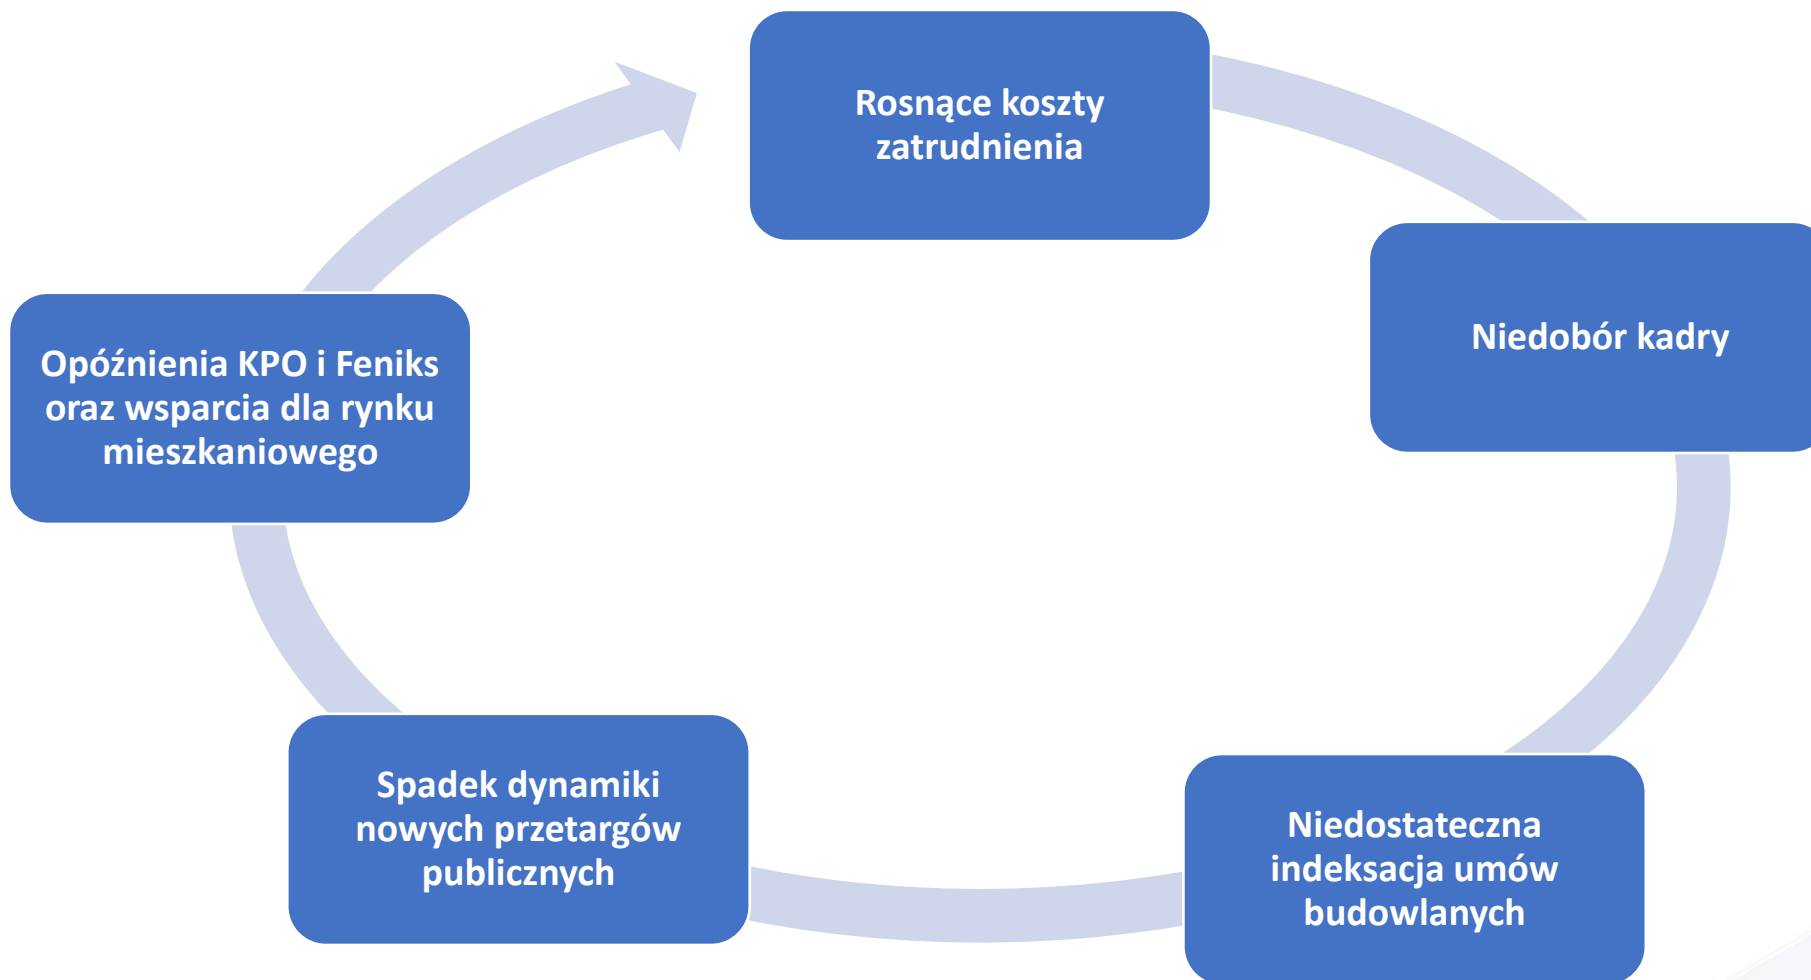 Rosnące koszty
zatrudnienia
Niedobór kadry
Niedostateczna
indeksacja umów
budowlanych
Spadek dynamiki
nowych przetargów
publicznych
Opóźnienia KPO i Feniks
oraz wsparcia dla rynku
mieszkaniowego